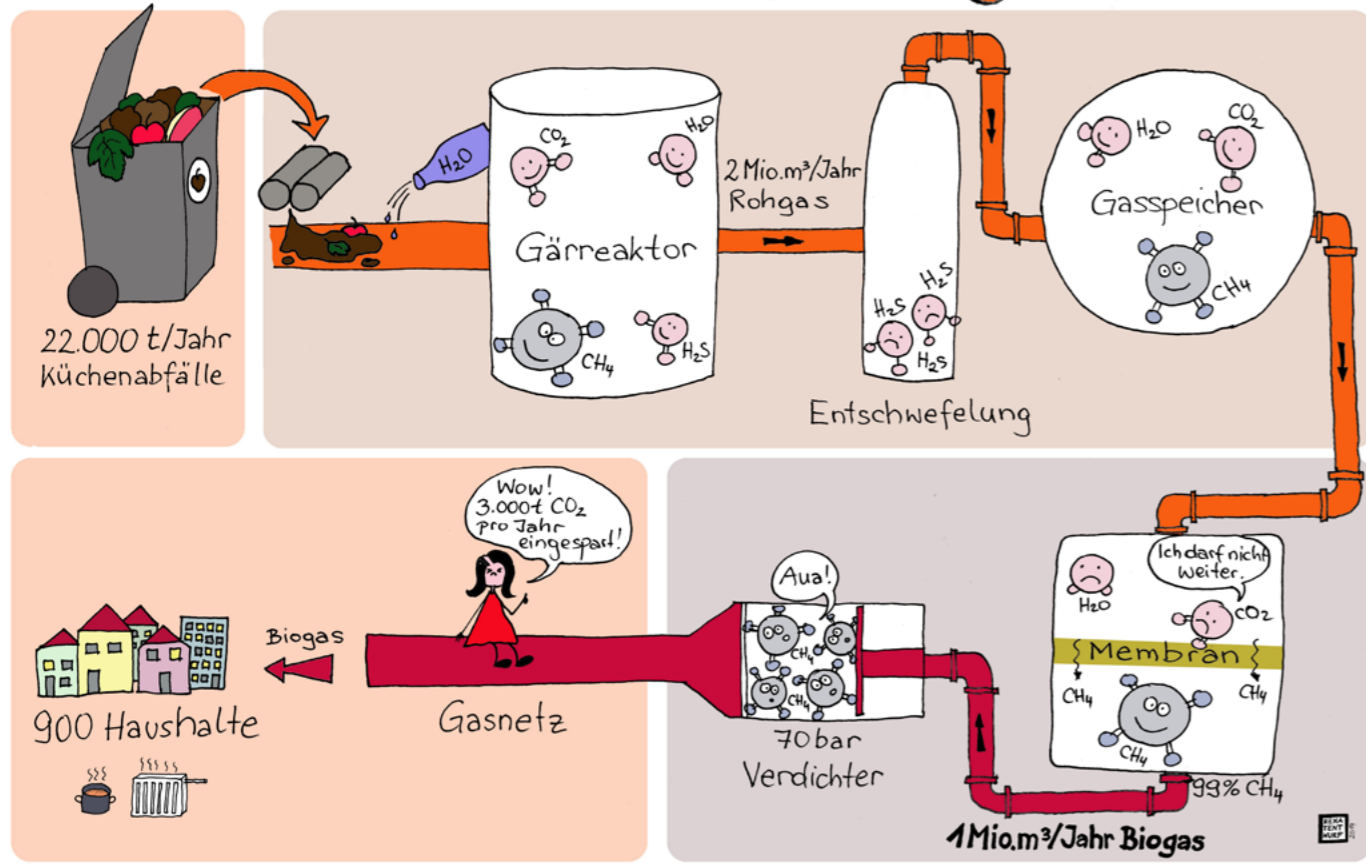 22.000 t/Jahr
Küchenabfälle
H₂O
CO₂
H₂O
Gärreaktor
CH₄
H₂S
2 Mio.m³/Jahr
Rohgas
H₂S
H₂S
H₂S
Entschwefelung
H₂O
CO₂
Gasspeicher
CH₄
Ich darf nicht
weiter.
H₂O
CO₂
Membran
CH₄
CH₄
CH₄
99% CH₄
1 Mio.m³/Jahr Biogas
Aua!
CH₄
CH₄
70 bar
Verdichter
Wow!
3.000t CO₂
pro Jahr
eingespart!
Gasnetz
Biogas
900 Haushalte